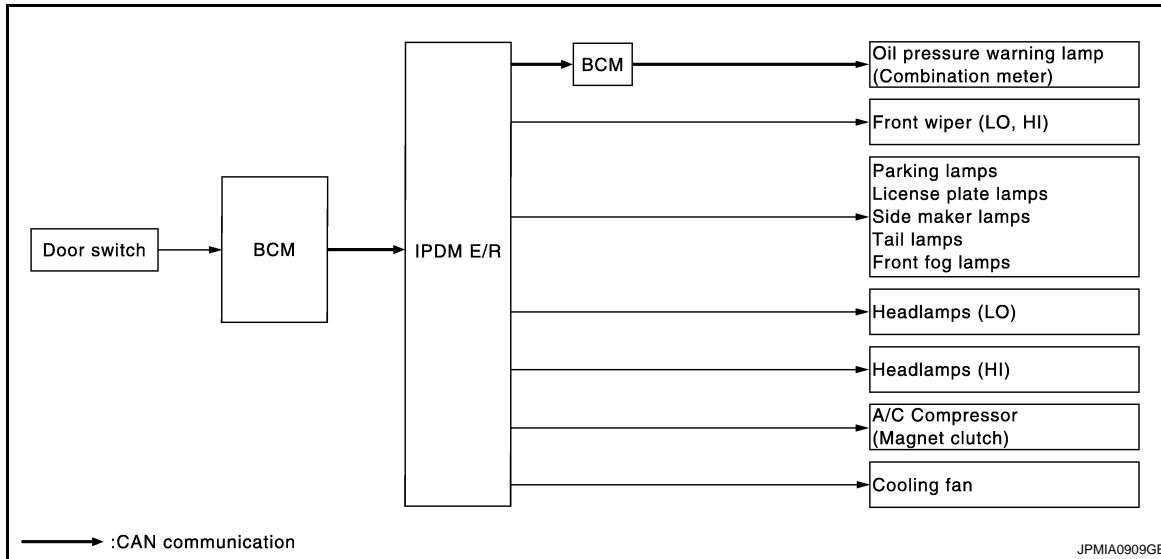 BCM
Oil pressure warning lamp
(Combination meter)
Front wiper (LO, HI)
Parking lamps
License plate lamps
Side maker lamps
Tail lamps
Front fog lamps
Door switch
BCM
IPDM E/R
Headlamps (LO)
Headlamps (HI)
A/C Compressor
(Magnet clutch)
Cooling fan
:CAN communication
JPMIA0909GB